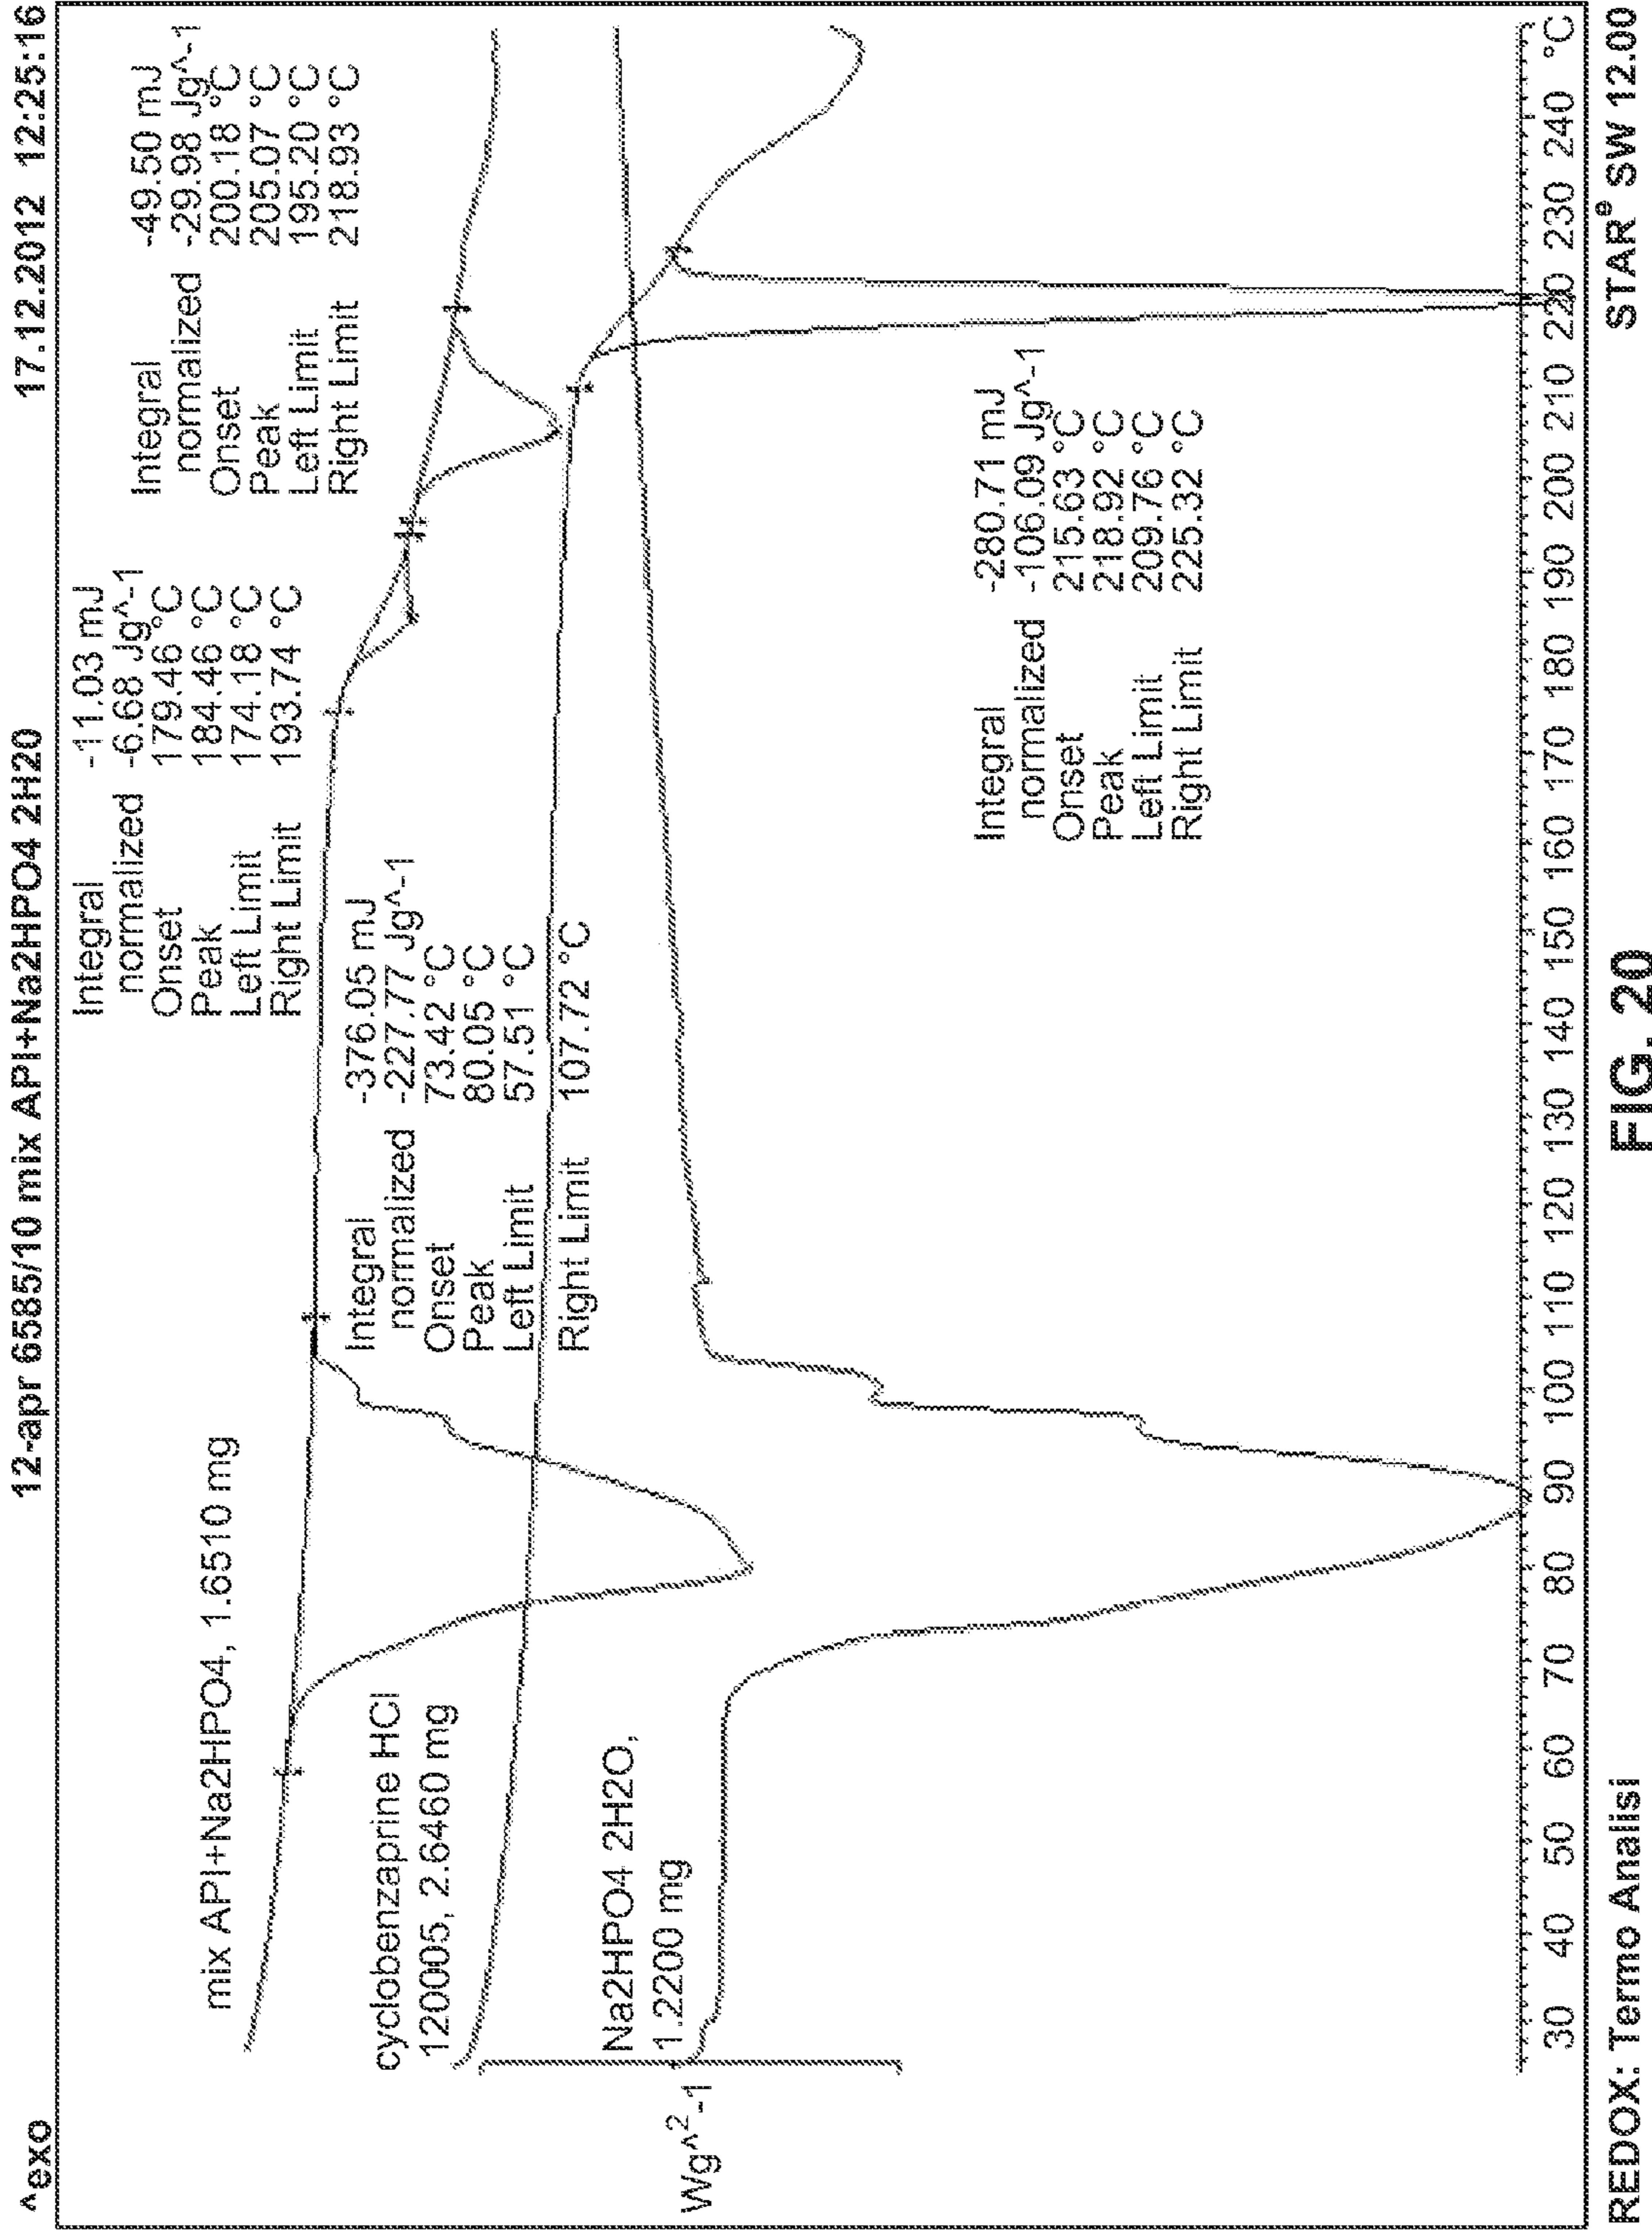 12-apr 6585/10 mix API+Na2HPO4 2H20
17.12.2012 12:25:16
^exo
mix API+Na2HPO4, 1.6510 mg
Integral -11.03 mJ
normalized -6.68 Jg^-1
Onset 179.46 °C
Peak 184.46 °C
Left Limit 174.18 °C
Right Limit 193.74 °C
Integral -49.50 mJ
normalized -29.98 Jg^-1
Onset 200.18 °C
Peak 205.07 °C
Left Limit 195.20 °C
Right Limit 218.93 °C
Integral -376.05 mJ
normalized -227.77 Jg^-1
Onset 73.42 °C
Peak 80.05 °C
Left Limit 57.51 °C
Right Limit 107.72 °C
cyclobenzaprine HCl
120005, 2.6460 mg
Na2HPO4 2H2O,
1.2200 mg
Wg^2-1
Integral -280.71 mJ
normalized -106.09 Jg^-1
Onset 215.63 °C
Peak 218.92 °C
Left Limit 209.76 °C
Right Limit 225.32 °C
30 40 50 60 70 80 90 100 110 120 130 140 150 160 170 180 190 200 210 220 230 240 °C
REDOX: Termo Analisi
STARe SW 12.00
FIG. 20